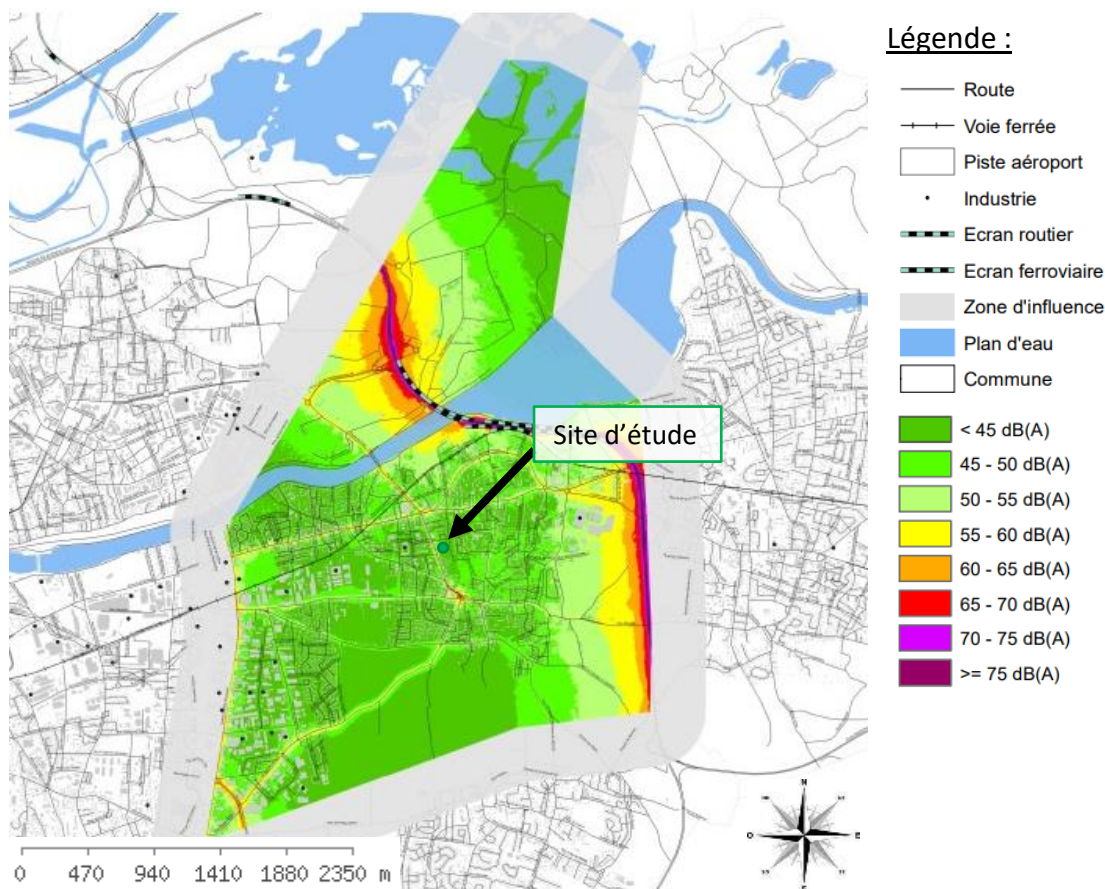 Légende :
Route
Voie ferrée
Piste aéroport
Industrie
Ecran routier
Ecran ferroviaire
Zone d'influence
Plan d'eau
Commune
< 45 dB(A)
45 - 50 dB(A)
50 - 55 dB(A)
55 - 60 dB(A)
60 - 65 dB(A)
65 - 70 dB(A)
70 - 75 dB(A)
>= 75 dB(A)
Site d'étude
N
O
E
S
0 470 940 1410 1880 2350 m